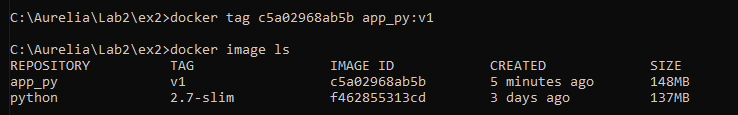 C:\Aurelia\Lab2\ex2>docker tag c5a02968ab5b app_py:v1
C:\Aurelia\Lab2\ex2>docker image ls
REPOSITORY TAG IMAGE ID CREATED SIZE
app_py v1 c5a02968ab5b 5 minutes ago 148MB
python 2.7-slim f462855313cd 3 days ago 137MB